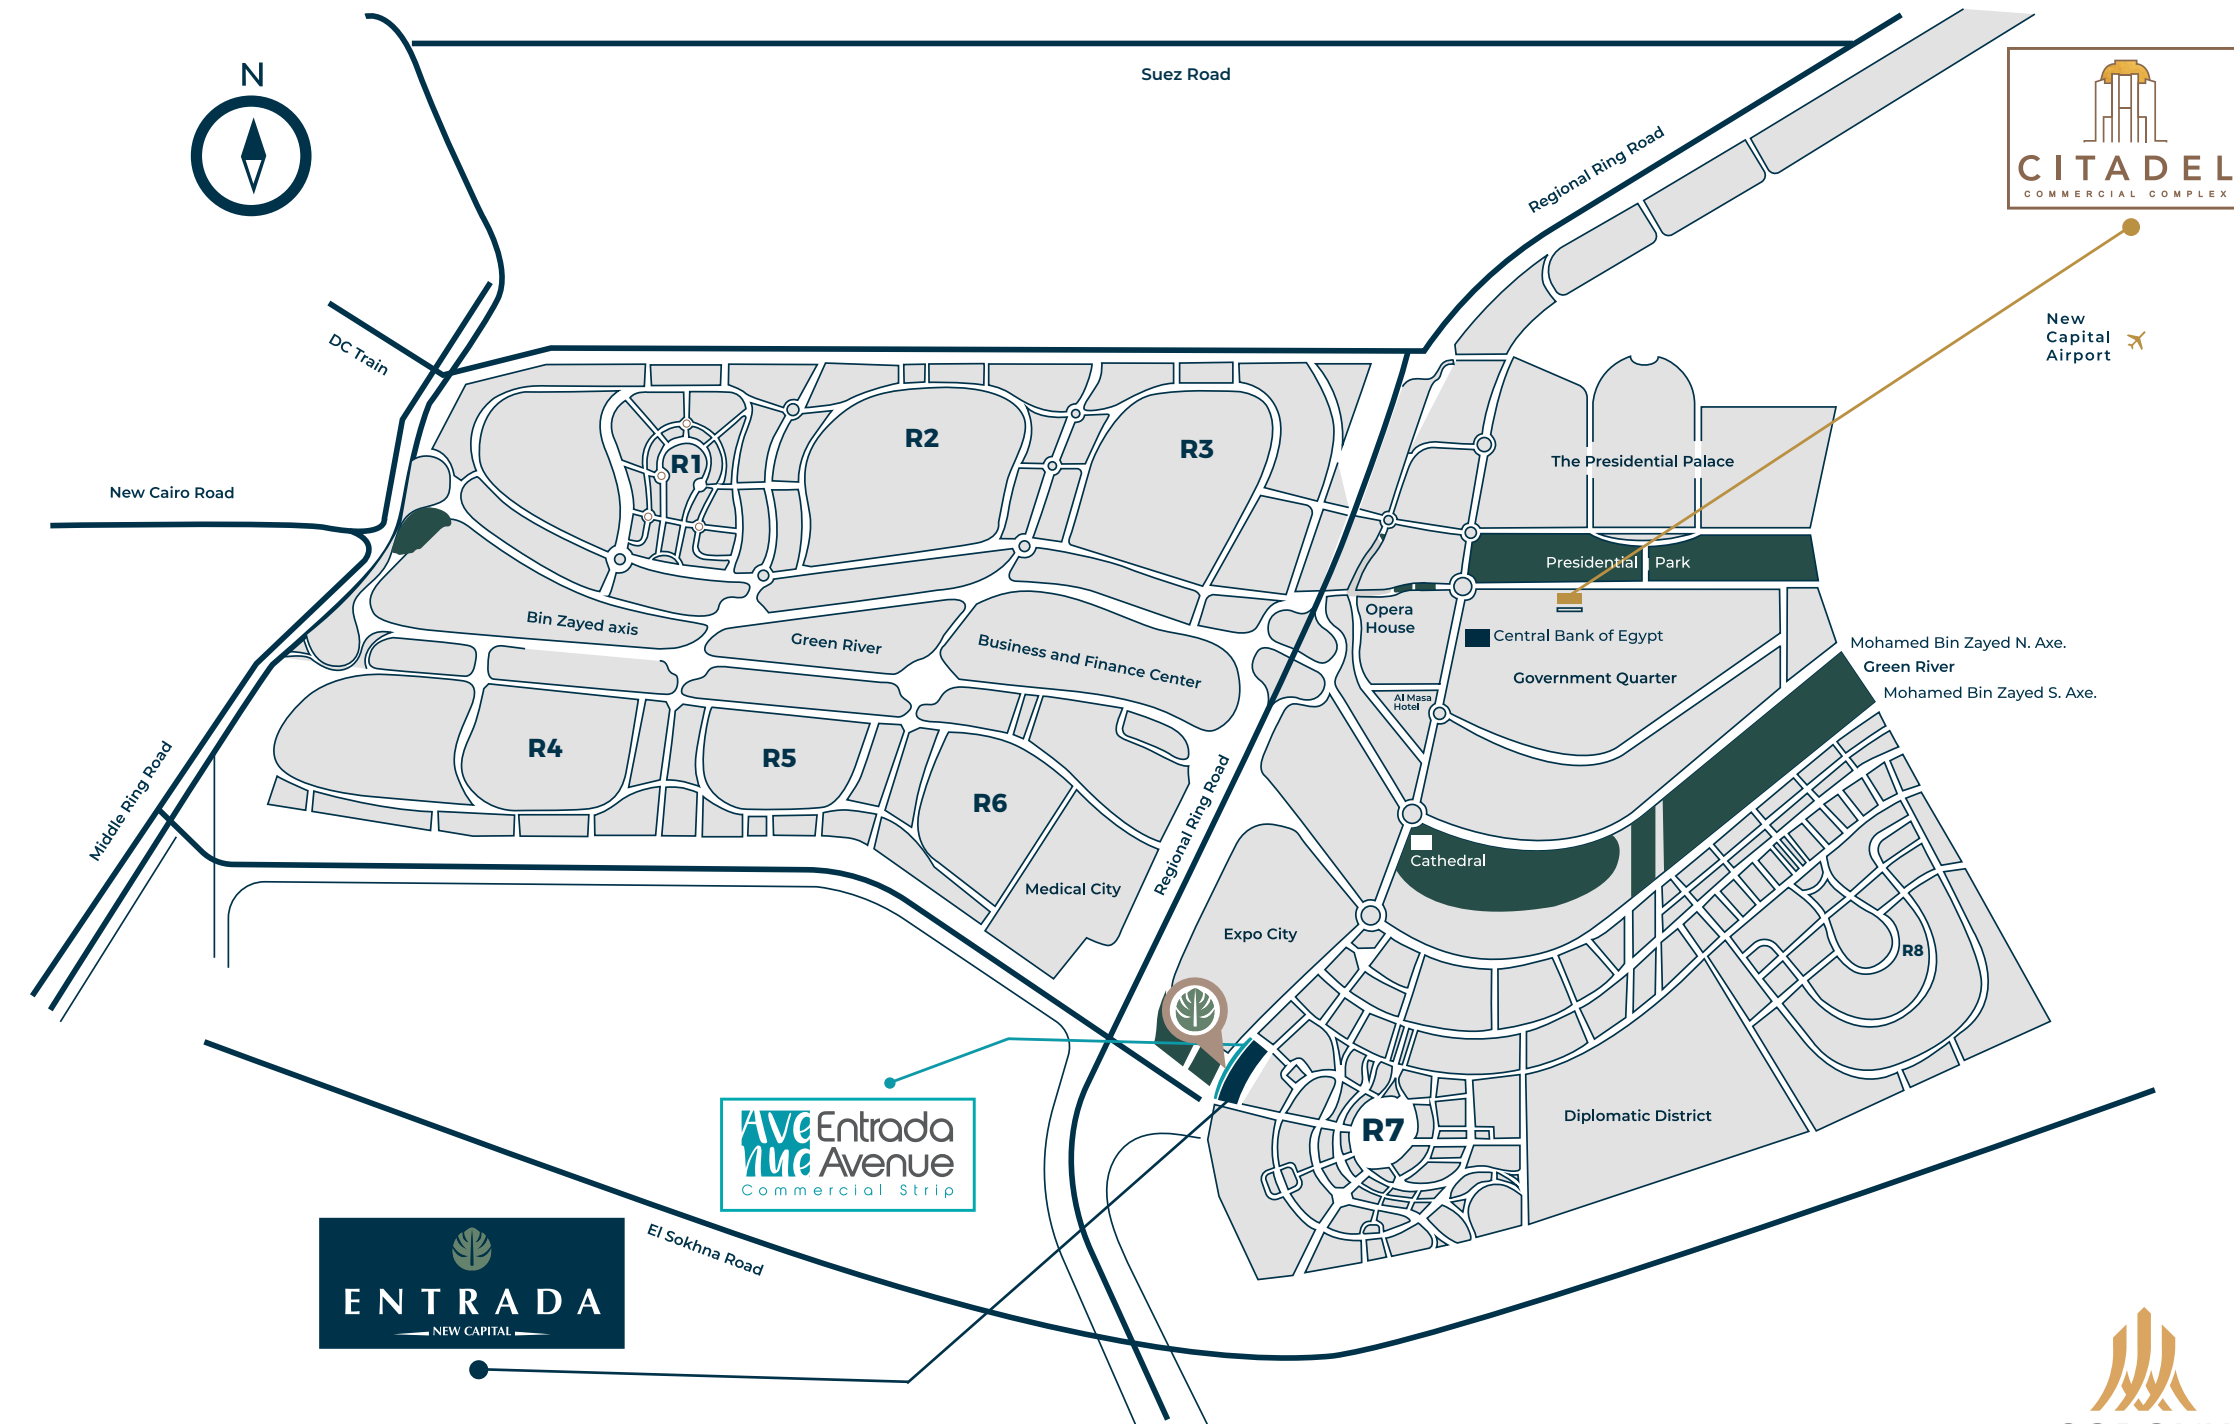 N
Suez Road
Regional Ring Road
CITADEL
COMMERCIAL COMPLEX
New
Capital
Airport
DC Train
New Cairo Road
R1
R2
R3
The Presidential Palace
Presidential Park
Bin Zayed axis
Green River
Business and Finance Center
Opera
House
Central Bank of Egypt
Government Quarter
Al Masa
Hotel
Mohamed Bin Zayed N. Axe.
Green River
Mohamed Bin Zayed S. Axe.
R4
R5
R6
Middle Ring Road
Regional Ring Road
Medical City
Cathedral
Expo City
R8
R7
Diplomatic District
Ave
nue
Entrada
Avenue
Commercial Strip
El Sokhna Road
ENTRADA
NEW CAPITAL